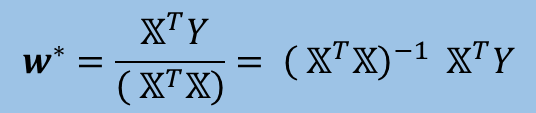 𝒘* = 𝕏ᵀY / ( 𝕏ᵀ𝕏) = ( 𝕏ᵀ𝕏)⁻¹ 𝕏ᵀY